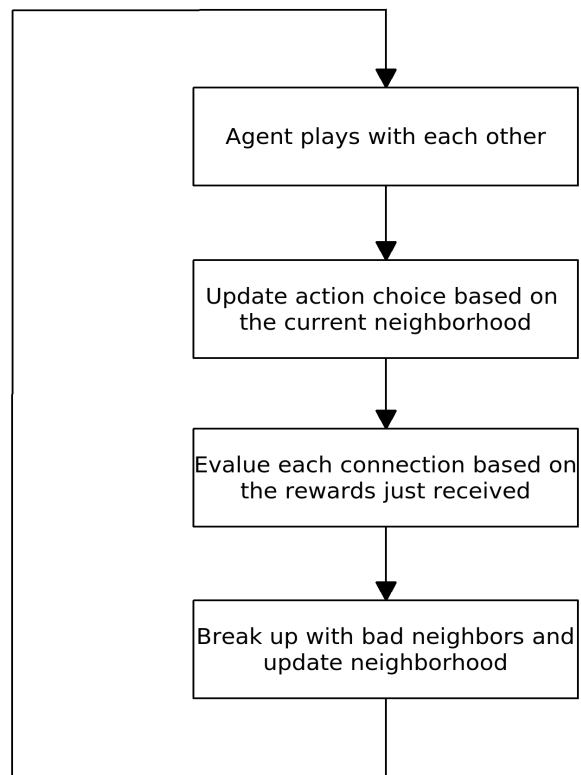 Agent plays with each other
Update action choice based on
the current neighborhood
Evalue each connection based on
the rewards just received
Break up with bad neighbors and
update neighborhood